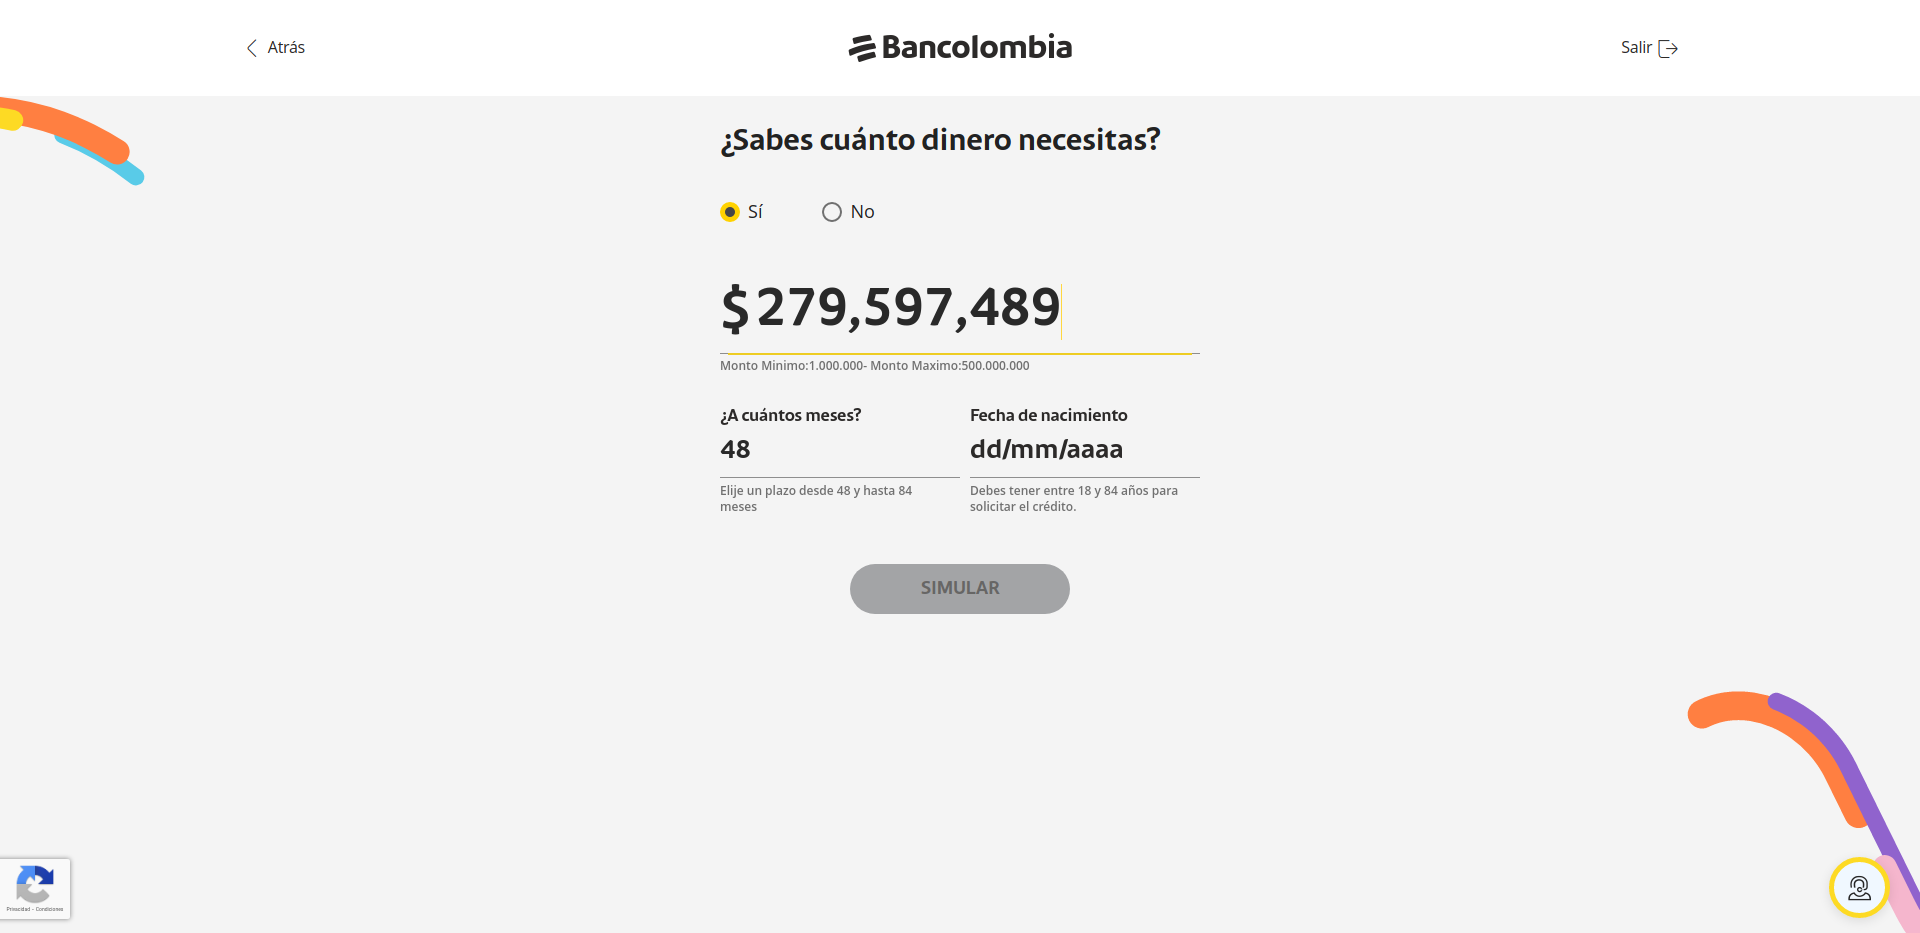 Atrás
Bancolombia
Salir
¿Sabes cuánto dinero necesitas?
Sí
No
$ 279,597,489
Monto Minimo:1.000.000- Monto Maximo:500.000.000
¿A cuántos meses?
48
Elije un plazo desde 48 y hasta 84
meses
Fecha de nacimiento
dd/mm/aaaa
Debes tener entre 18 y 84 años para
solicitar el crédito.
SIMULAR
Privacidad - Condiciones